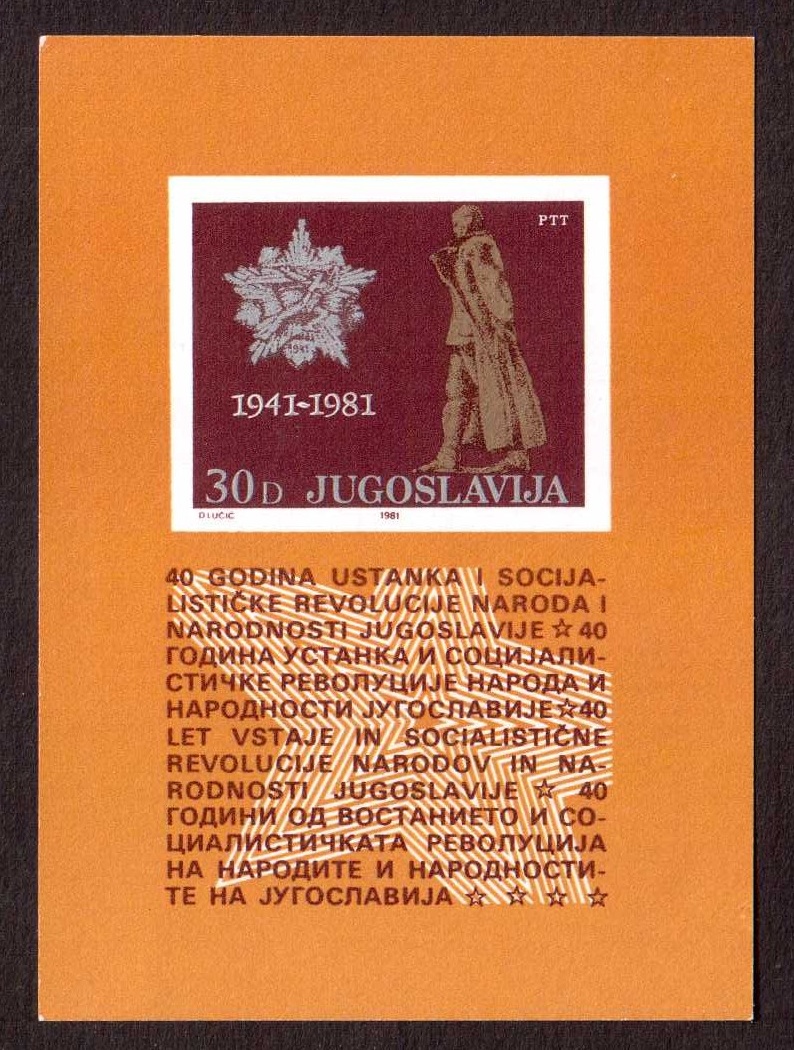 PTT
1941
1941-1981
30 D JUGOSLAVIJA
D LUČIĆ 1981
40 GODINA USTANKA I SOCIJA-
LISTIČKE REVOLUCIJE NARODA I
NARODNOSTI JUGOSLAVIJE ☆ 40
ГОДИНА УСТАНКА И СОЦИЈАЛИ-
СТИЧКЕ РЕВОЛУЦИЈЕ НАРОДА И
НАРОДНОСТИ ЈУГОСЛАВИЈЕ ☆ 40
LET VSTAJE IN SOCIALISTIČNE
REVOLUCIJE NARODOV IN NA-
RODNOSTI JUGOSLAVIJE ☆ 40
ГОДИНИ ОД ВОСТАНИЕТО И СО-
ЦИАЛИСТИЧКАТА РЕВОЛУЦИЈА
НА НАРОДИТЕ И НАРОДНОСТИ-
ТЕ НА ЈУГОСЛАВИЈА ☆ ☆ ☆ ☆